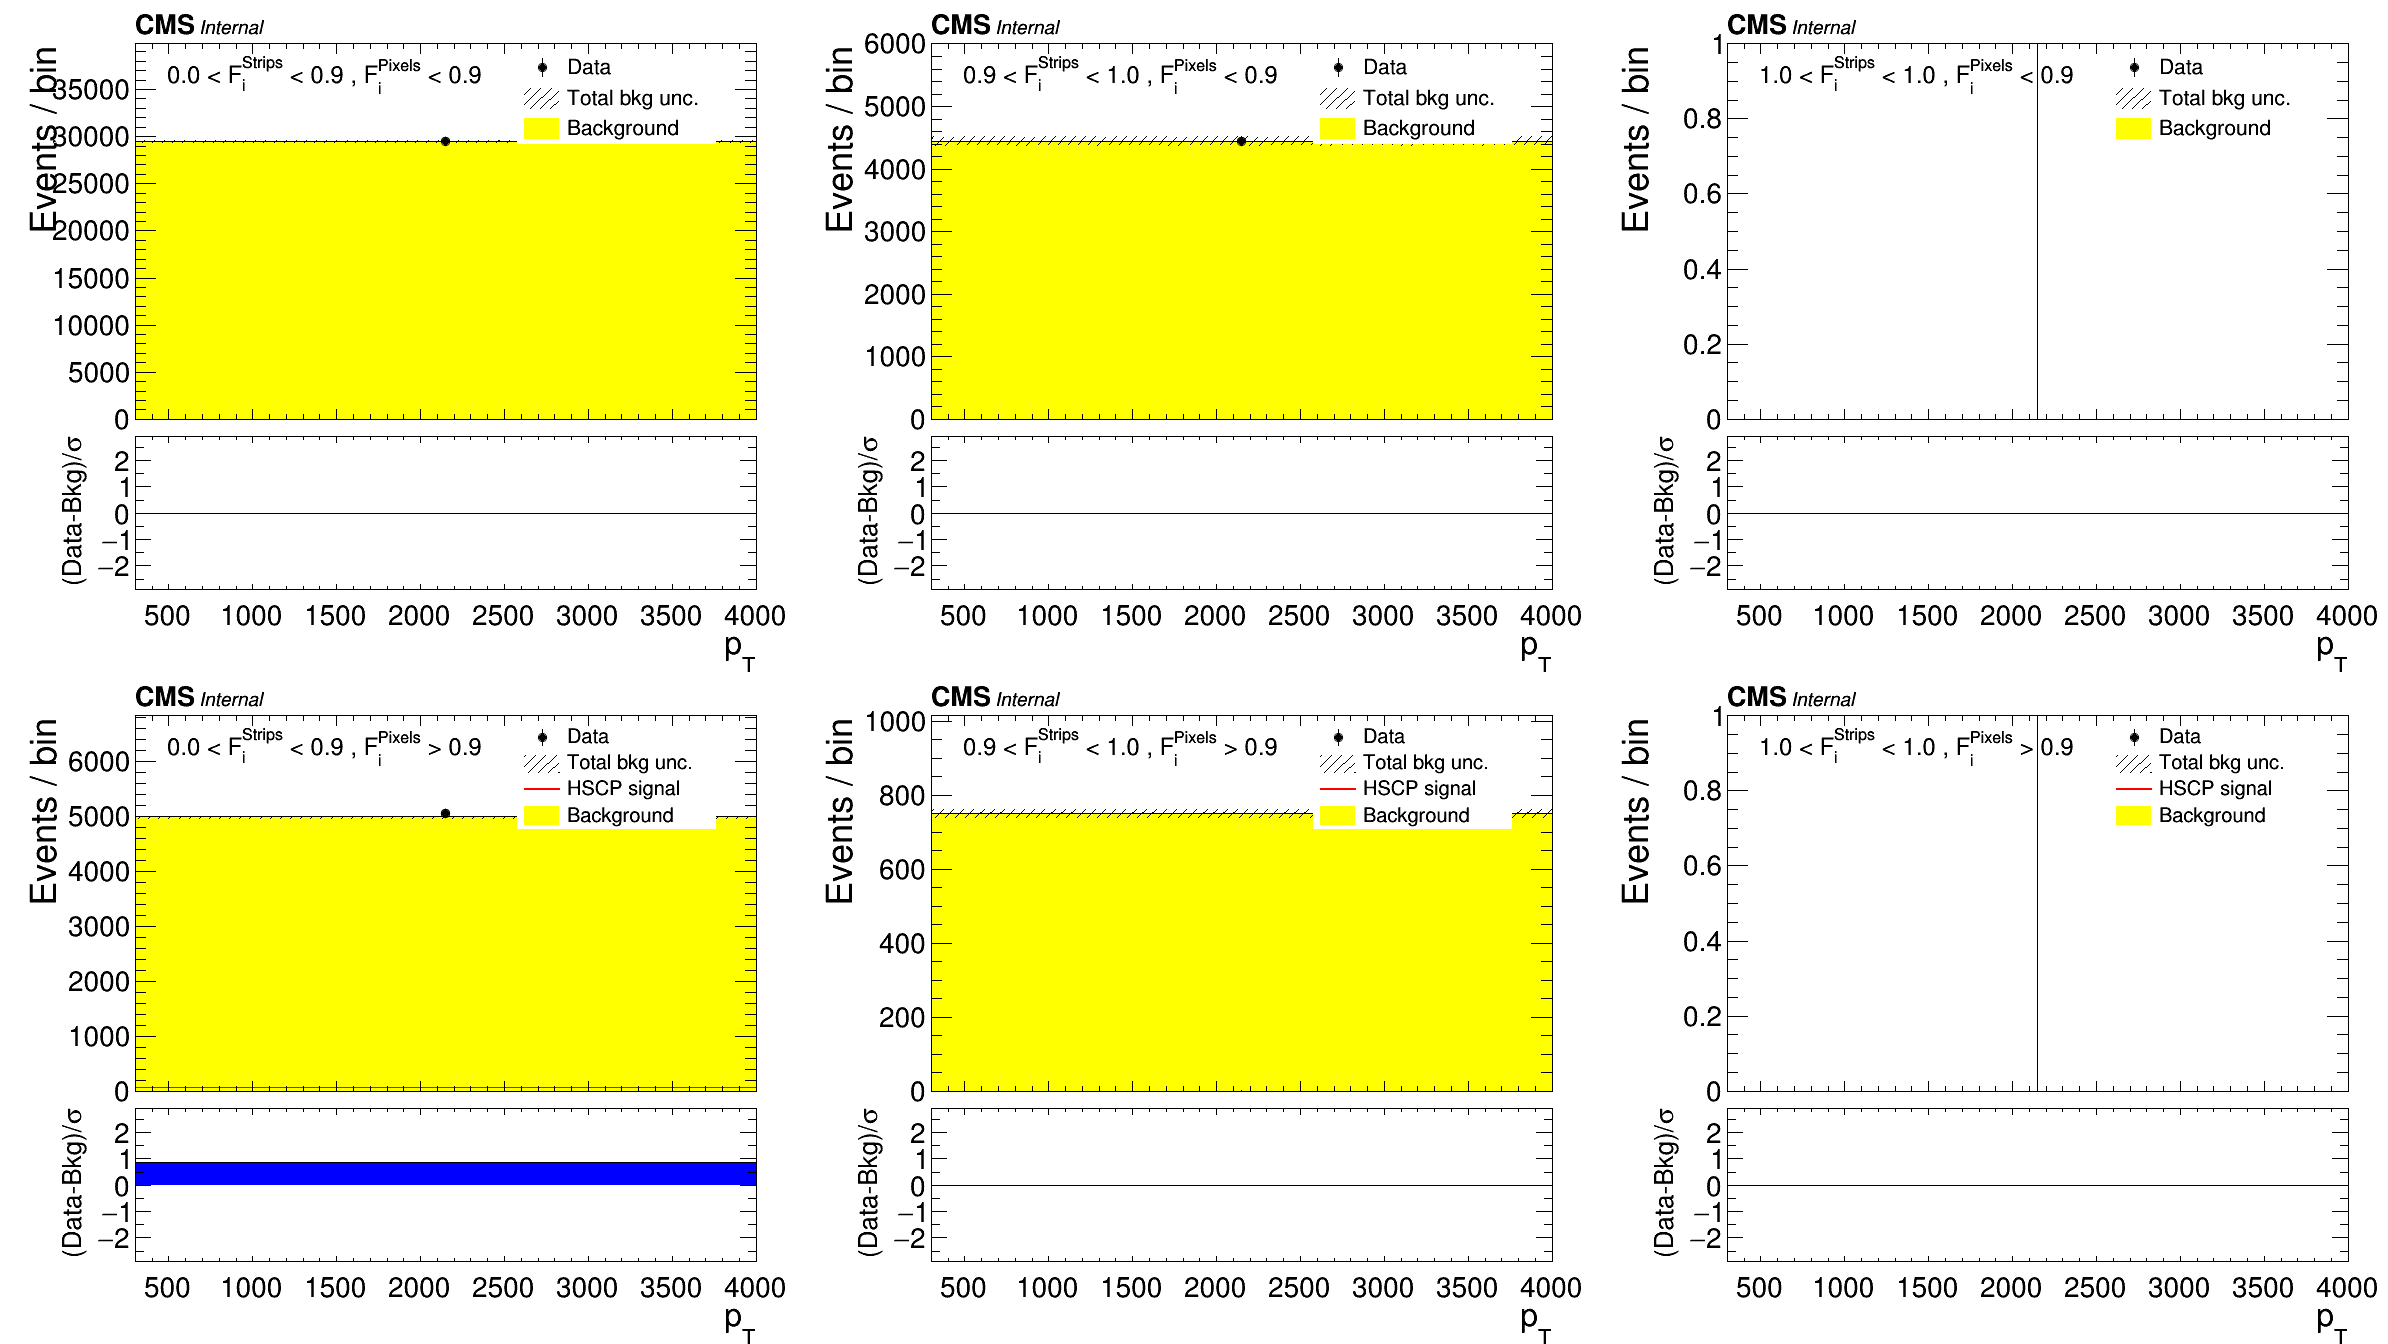 CMS Internal
Events / bin
0.0 < F_i^Strips < 0.9 , F_i^Pixels < 0.9
Data
Total bkg unc.
Background
35000
30000
25000
20000
15000
10000
5000
0
(Data-Bkg)/σ
2
1
0
−1
−2
500 1000 1500 2000 2500 3000 3500 4000
p_T
CMS Internal
Events / bin
0.9 < F_i^Strips < 1.0 , F_i^Pixels < 0.9
Data
Total bkg unc.
Background
6000
5000
4000
3000
2000
1000
0
(Data-Bkg)/σ
2
1
0
−1
−2
500 1000 1500 2000 2500 3000 3500 4000
p_T
CMS Internal
Events / bin
1.0 < F_i^Strips < 1.0 , F_i^Pixels < 0.9
Data
Total bkg unc.
Background
1
0.8
0.6
0.4
0.2
0
(Data-Bkg)/σ
2
1
0
−1
−2
500 1000 1500 2000 2500 3000 3500 4000
p_T
CMS Internal
Events / bin
0.0 < F_i^Strips < 0.9 , F_i^Pixels > 0.9
Data
Total bkg unc.
HSCP signal
Background
6000
5000
4000
3000
2000
1000
0
(Data-Bkg)/σ
2
1
0
−1
−2
500 1000 1500 2000 2500 3000 3500 4000
p_T
CMS Internal
Events / bin
0.9 < F_i^Strips < 1.0 , F_i^Pixels > 0.9
Data
Total bkg unc.
HSCP signal
Background
1000
800
600
400
200
0
(Data-Bkg)/σ
2
1
0
−1
−2
500 1000 1500 2000 2500 3000 3500 4000
p_T
CMS Internal
Events / bin
1.0 < F_i^Strips < 1.0 , F_i^Pixels > 0.9
Data
Total bkg unc.
HSCP signal
Background
1
0.8
0.6
0.4
0.2
0
(Data-Bkg)/σ
2
1
0
−1
−2
500 1000 1500 2000 2500 3000 3500 4000
p_T